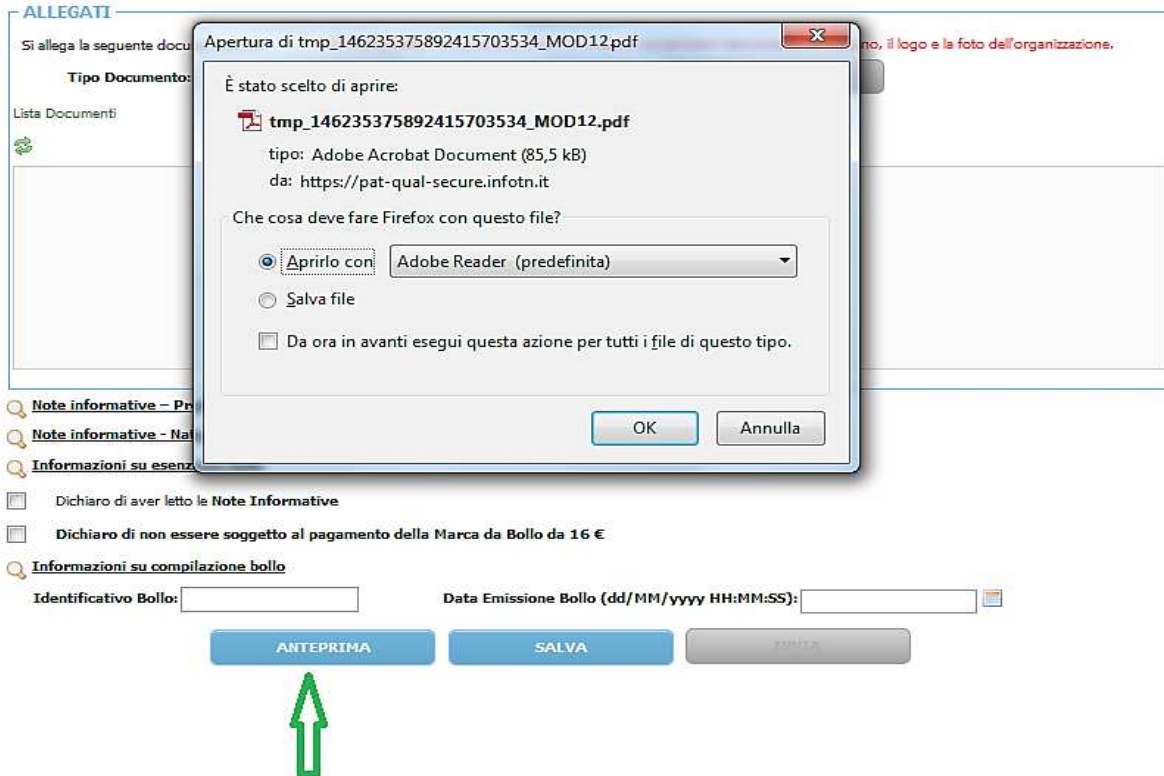 ALLEGATI
Si allega la seguente
no, il logo e la foto dell'organizzazione.
Tipo Documento:
Lista Documenti
Apertura di tmp_146235375892415703534_MOD12.pdf
È stato scelto di aprire:
tmp_146235375892415703534_MOD12.pdf
tipo: Adobe Acrobat Document (85,5 kB)
da: https://pat-qual-secure.infotn.it
Che cosa deve fare Firefox con questo file?
Aprirlo con Adobe Reader (predefinita)
Salva file
Da ora in avanti esegui questa azione per tutti i file di questo tipo.
OK Annulla
Note informative – Pr
Note informative - Nat
Informazioni su
Dichiaro di aver letto le Note Informative
Dichiaro di non essere soggetto al pagamento della Marca da Bollo da 16 €
Informazioni su compilazione bollo
Identificativo Bollo: Data Emissione Bollo (dd/MM/yyyy HH:MM:SS):
ANTEPRIMA SALVA INVIA